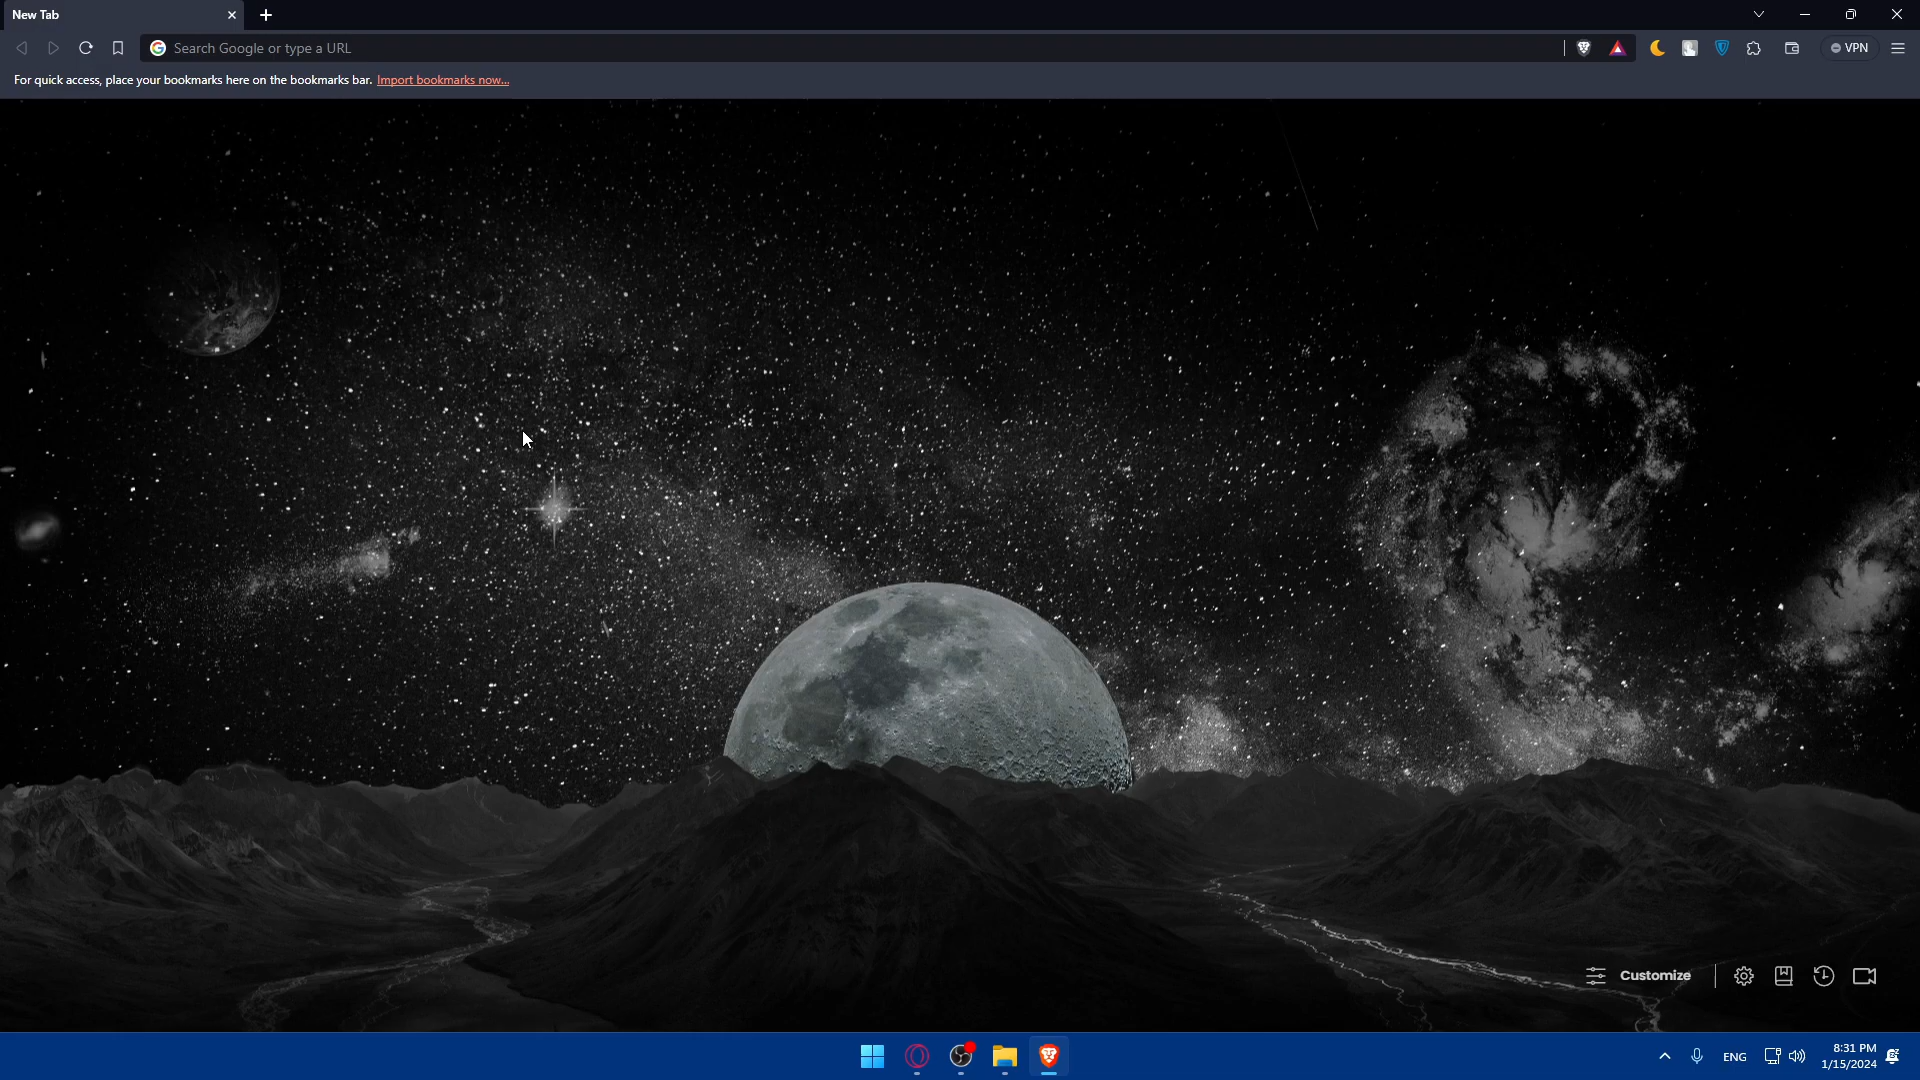 New Tab
Search Google or type a URL
VPN
For quick access, place your bookmarks here on the bookmarks bar. Import bookmarks now...
Customize
ENG
8:31 PM
1/15/2024